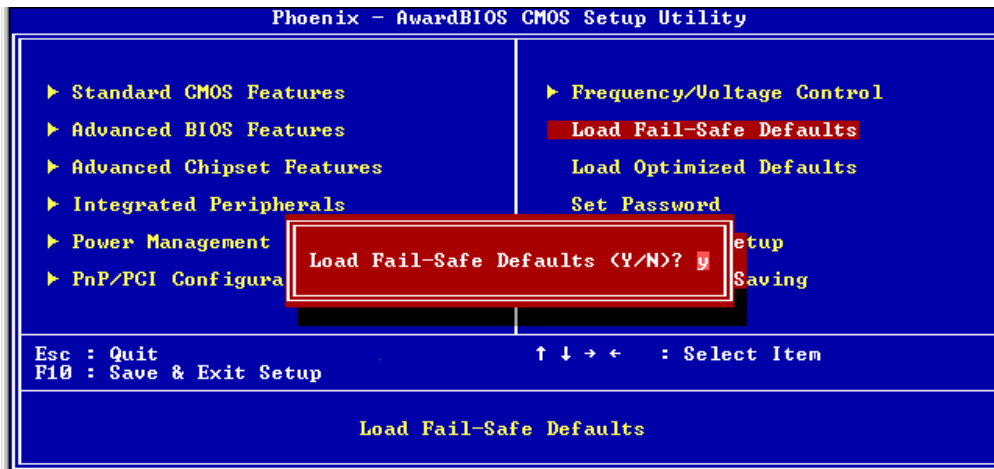 Phoenix - AwardBIOS CMOS Setup Utility
Standard CMOS Features
Advanced BIOS Features
Advanced Chipset Features
Integrated Peripherals
Power Management
PnP/PCI Configura
Frequency/Voltage Control
Load Fail-Safe Defaults
Load Optimized Defaults
Set Password
etup
Saving
Load Fail-Safe Defaults (Y/N)? y
Esc : Quit
F10 : Save & Exit Setup
↑ ↓ → ← : Select Item
Load Fail-Safe Defaults